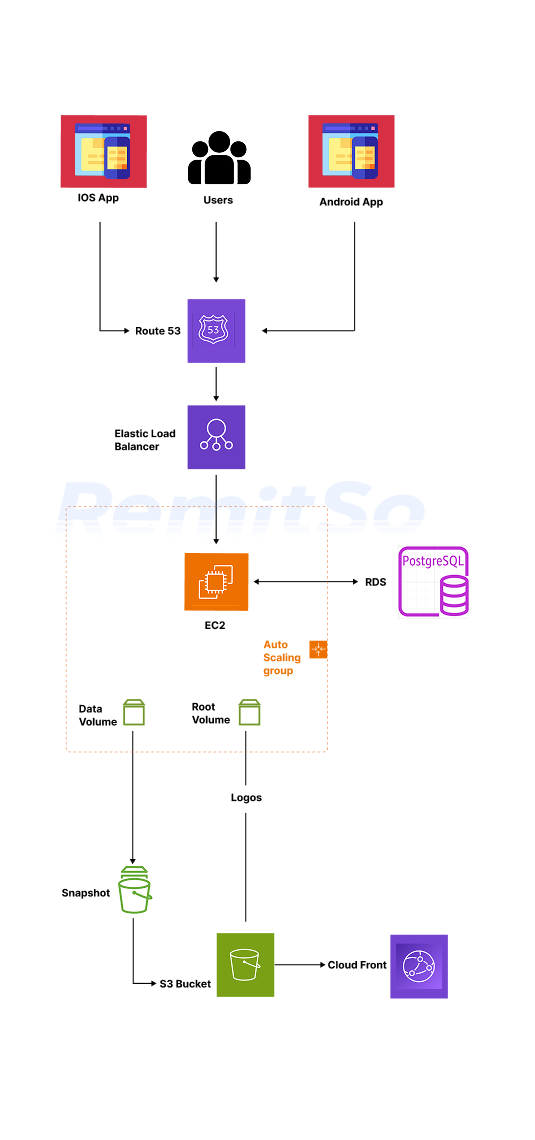 IOS App
Users
Android App
Route 53
53
Elastic Load
Balancer
RemitSo
PostgreSQL
RDS
EC2
Auto
Scaling
group
Data
Volume
Root
Volume
Logos
Snapshot
S3 Bucket
Cloud Front